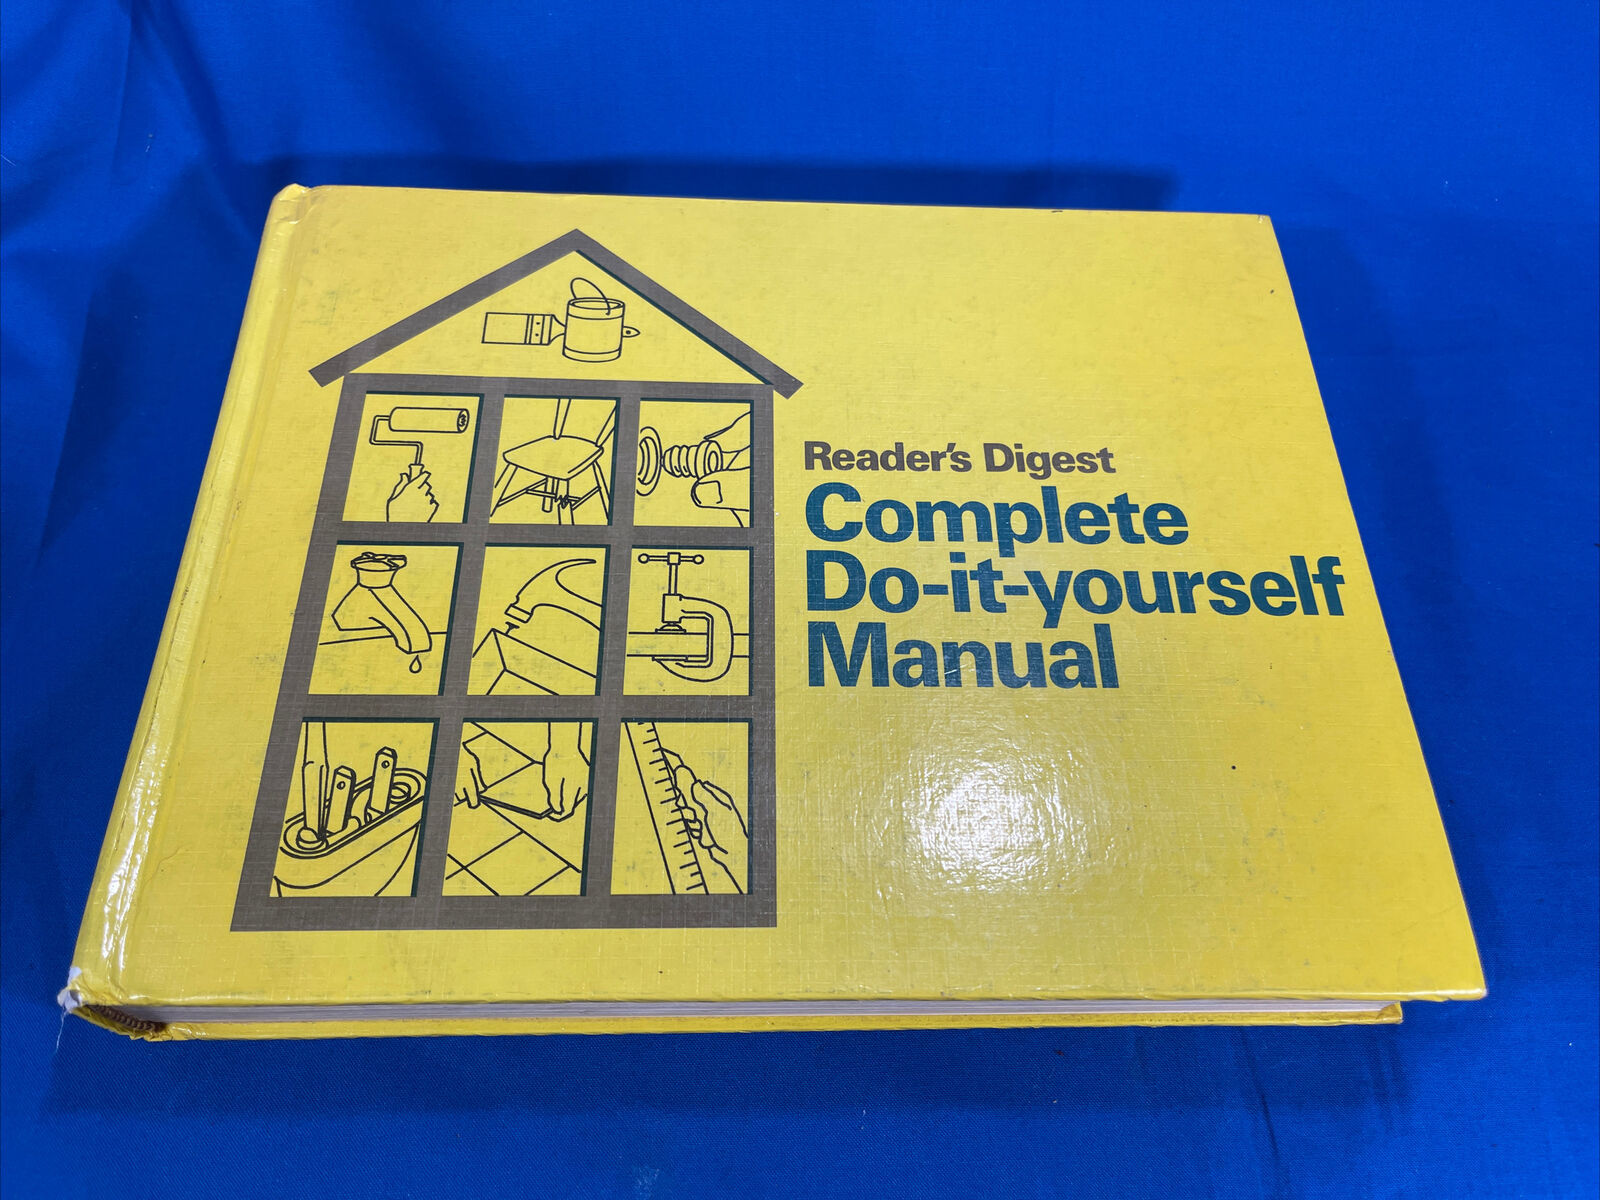 Reader's Digest
Complete
Do-it-yourself
Manual